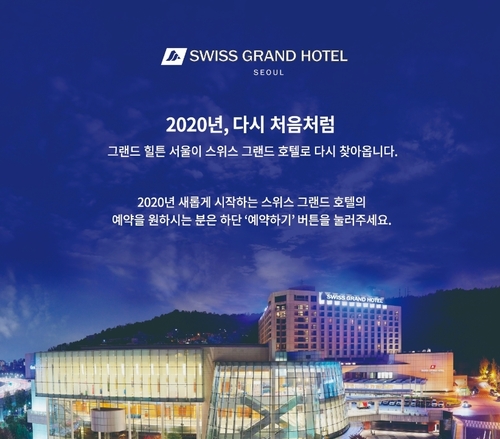 SWISS GRAND HOTEL
SEOUL
2020년, 다시 처음처럼
그랜드 힐튼 서울이 스위스 그랜드 호텔로 다시 찾아옵니다.
2020년 새롭게 시작하는 스위스 그랜드 호텔의
예약을 원하시는 분은 하단 ‘예약하기’ 버튼을 눌러주세요.
SWISS GRAND HOTEL